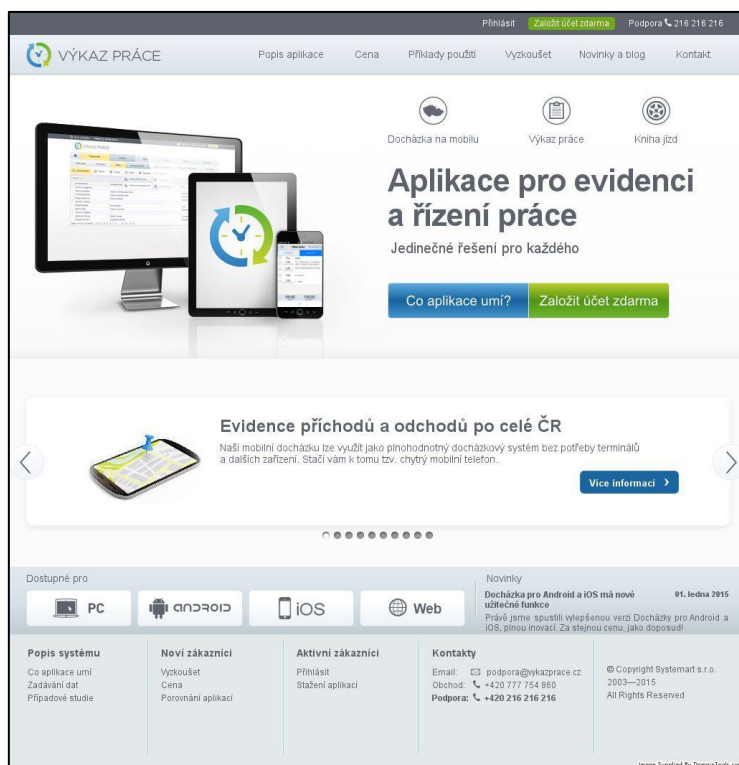 Přihlásit Založit účet zdarma Podpora 216 216 216
VÝKAZ PRÁCE Popis aplikace Cena Příklady použití Vyzkoušet Novinky a blog Kontakt
Docházka na mobilu Výkaz práce Kniha jízd
Aplikace pro evidenci
a řízení práce
Jedinečné řešení pro každého
Co aplikace umí? Založit účet zdarma
Evidence příchodů a odchodů po celé ČR
Naši mobilní docházku lze využít jako plnohodnotný docházkový systém bez potřeby terminálů
a dalších zařízení. Stačí vám k tomu tzv. chytrý mobilní telefon.
Více informací
Dostupné pro
PC ANDROID iOS Web
Novinky
Docházka pro Android a iOS má nové 01. ledna 2015
užitečné funkce
Právě jsme spustili vylepšenou verzi Docházky pro Android a
iOS, plnou inovací. Za stejnou cenu, jako doposud!
Popis systému
Co aplikace umí
Zadávání dat
Případové studie
Noví zákazníci
Vyzkoušet
Cena
Porovnání aplikací
Aktivní zákazníci
Přihlásit
Stažení aplikací
Kontakty
Email: podpora@vykazprace.cz
Obchod: +420 777 754 860
Podpora: +420 216 216 216
© Copyright Systemart s.r.o.
2003—2015
All Rights Reserved